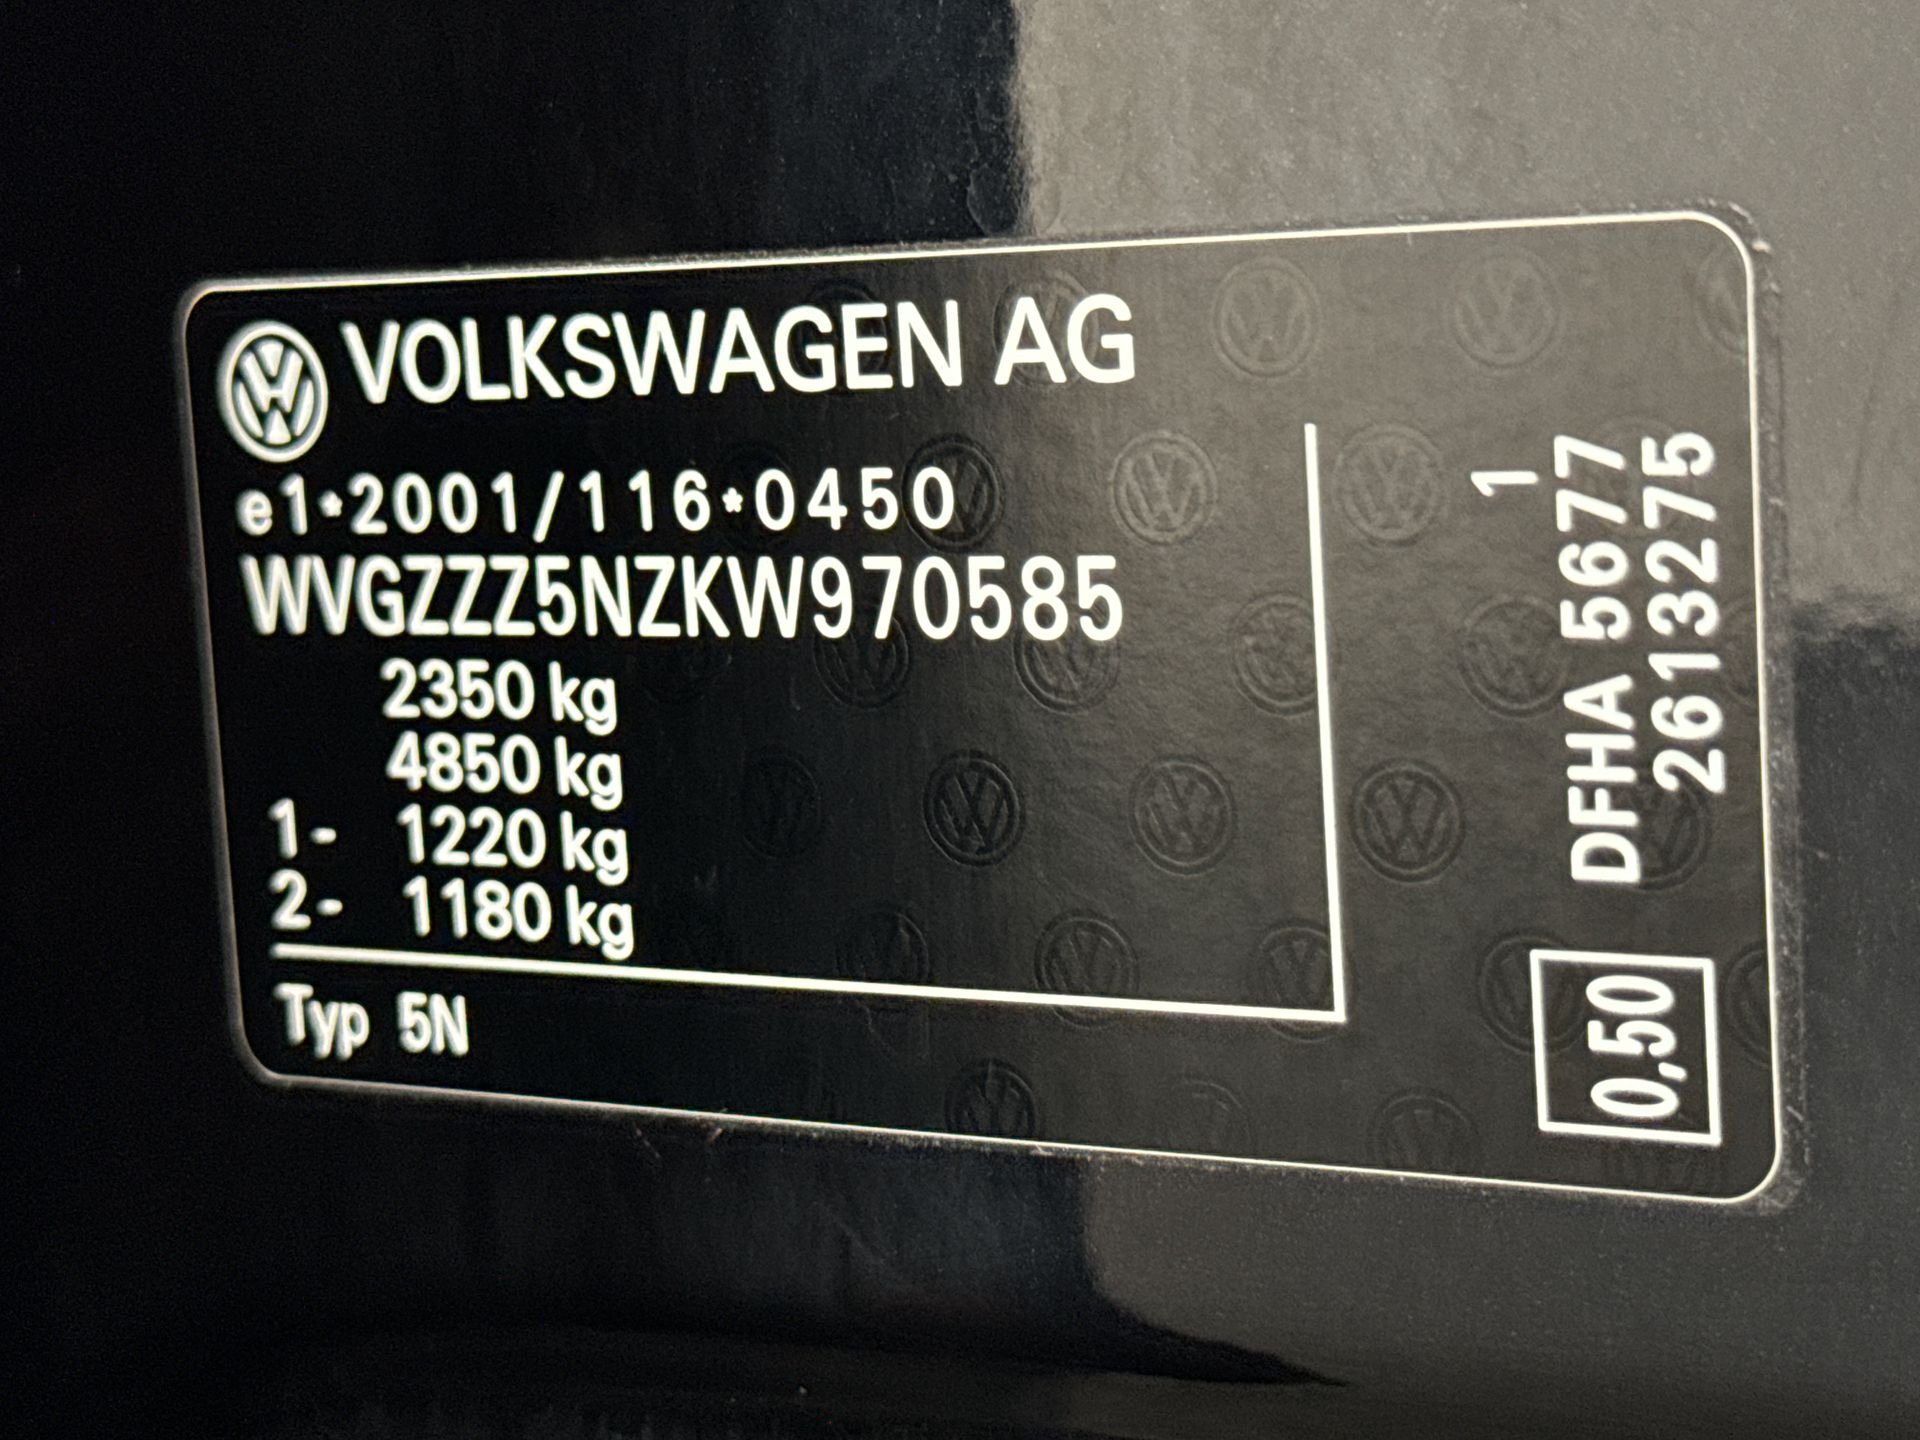 VOLKSWAGEN AG
e1*2001/116*0450
WVGZZZ5NZKW970585
2350 kg
4850 kg
1- 1220 kg
2- 1180 kg
Typ 5N
1
DFHA 5677
2613275
0,50